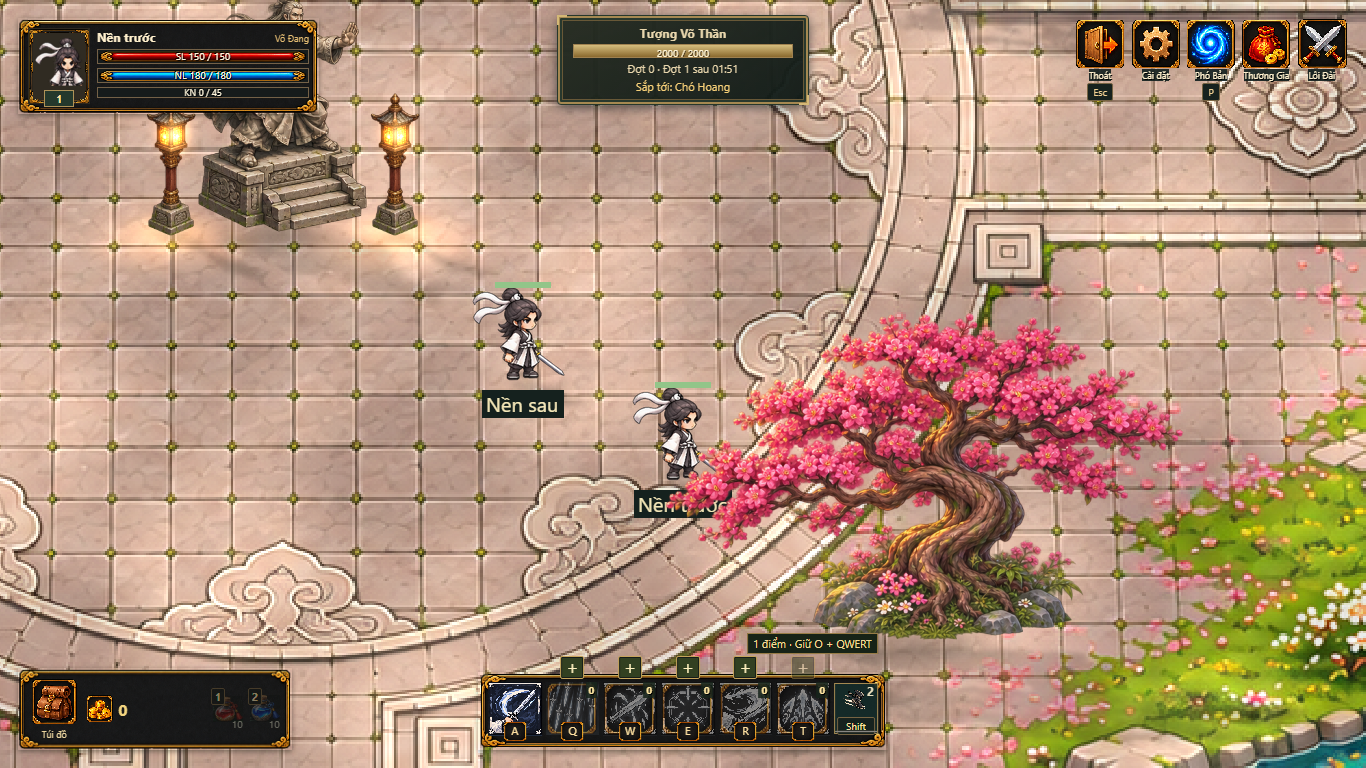 Nền trước
Võ Đang
SL 150 / 150
NL 180 / 180
KN 0 / 45
1
Tượng Võ Thần
2000 / 2000
Đợt 0 · Đợt 1 sau 01:51
Sắp tới: Chó Hoang
Thoát
Cài đặt
Phó Bản
Thương Gia
Lôi Đài
Esc
P
Nền sau
Nền trước
1 điểm · Giữ O + QWERT
+ + + + +
0 0 0 0 0 2
A Q W E R T Shift
0
1 2
10 10
Túi đồ